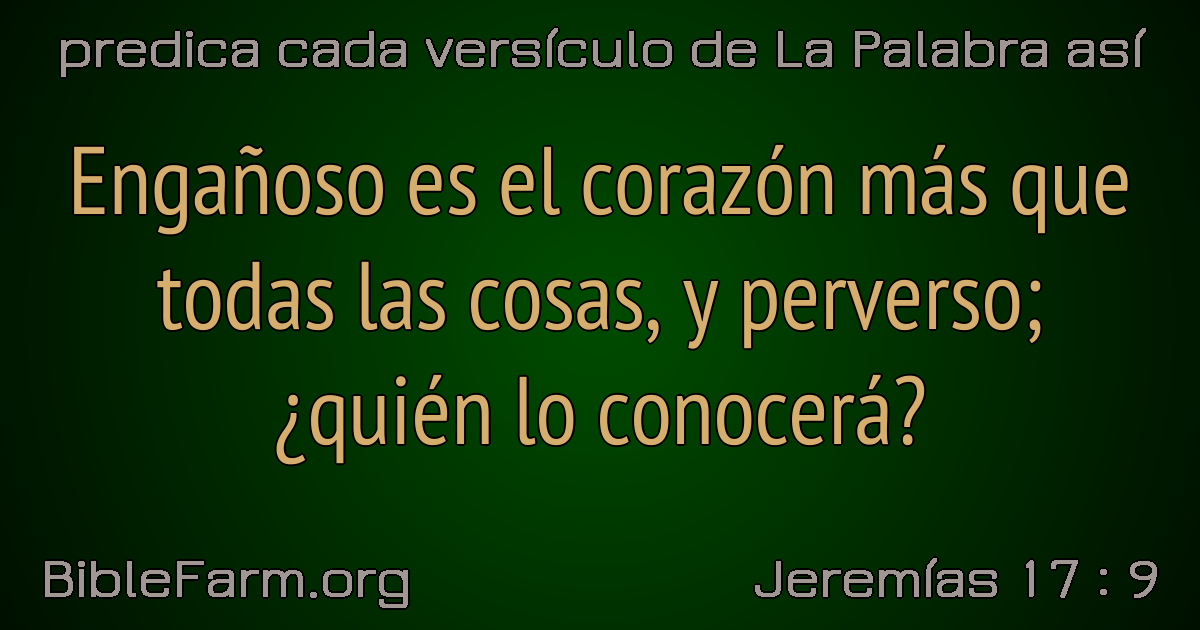 predica cada versículo de La Palabra así
Engañoso es el corazón más que
todas las cosas, y perverso;
¿quién lo conocerá?
BibleFarm.org
Jeremías 17 : 9